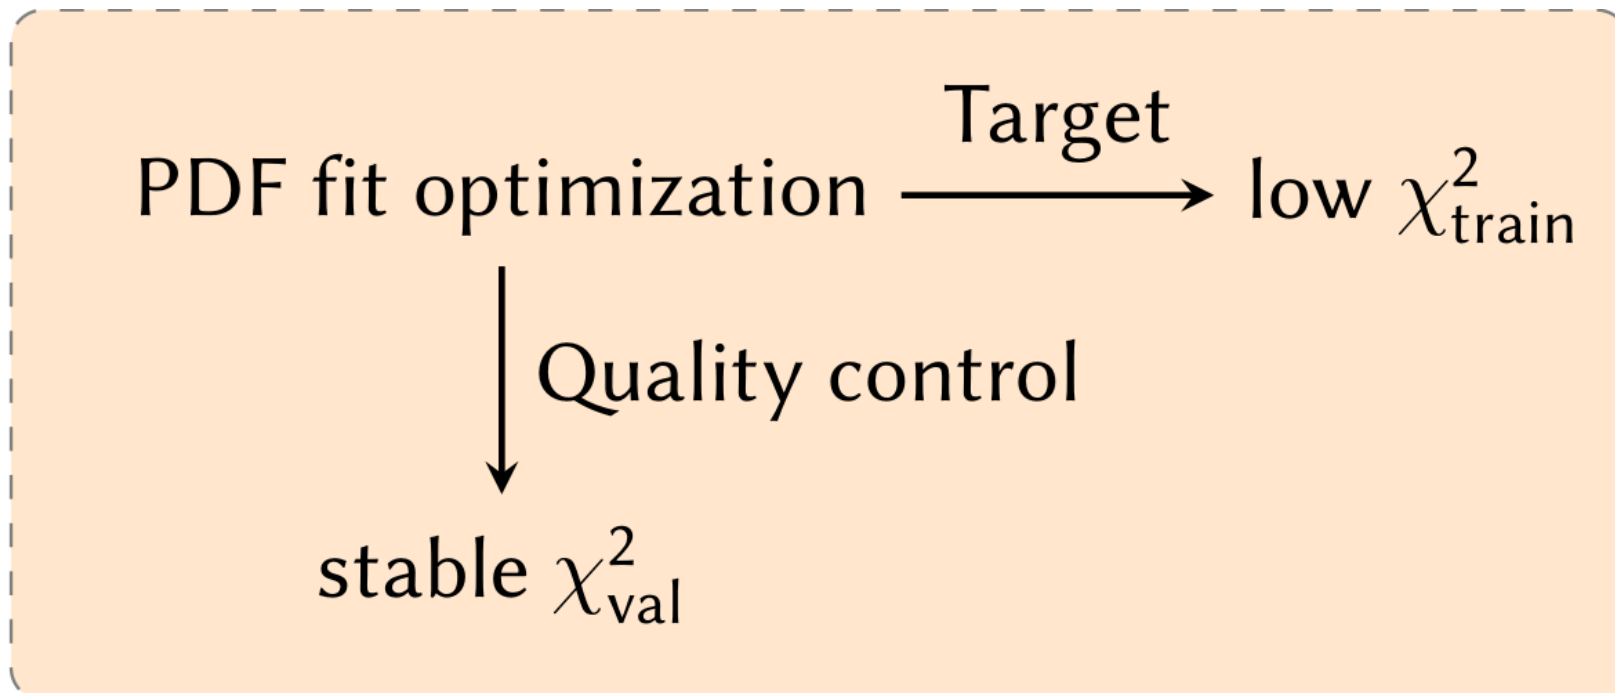 Target
PDF fit optimization low χ²train
Quality control
stable χ²val